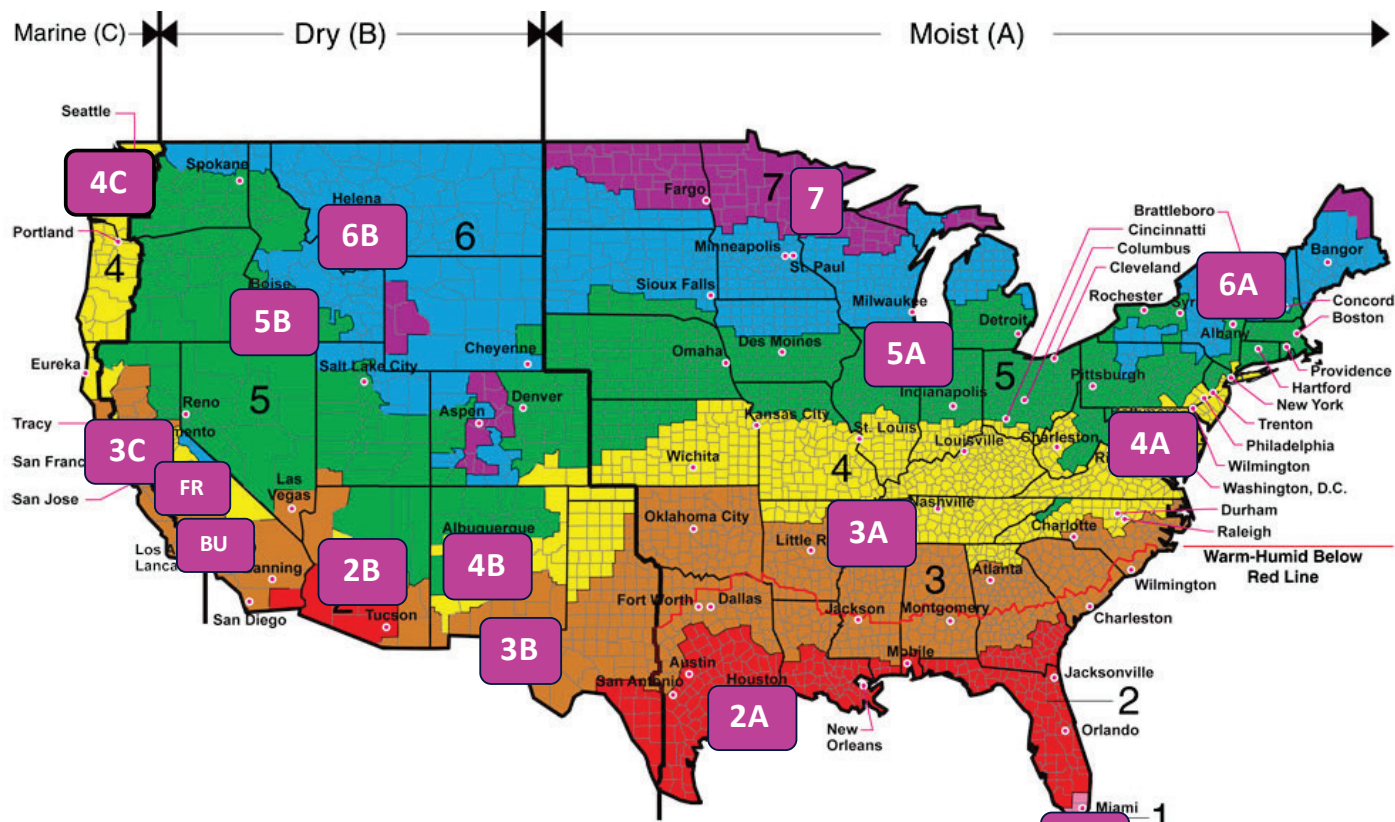 Marine (C)
Dry (B)
Moist (A)
Seattle
4C
Spokane
Portland
4
Helena
6B
6
Boise
5B
Fargo
7
7
Minneapolis
St. Paul
Sioux Falls
Milwaukee
Brattleboro
Cincinnatti
Columbus
Cleveland
Rochester
6A
Bangor
Concord
Boston
Albany
Detroit
Eureka
Cheyenne
Salt Lake City
Omaha
Des Moines
5A
Indianapolis
5
Pittsburgh
Providence
Hartford
New York
Trenton
Philadelphia
Wilmington
Washington, D.C.
Reno
5
Aspen
Denver
Tracy
3C
San Jose
FR
BU
Las
Vegas
Kansas City
St. Louis
Louisville
Charleston
4A
Wichita
4
Nashville
Durham
Raleigh
Albuquerque
4B
2B
Oklahoma City
3A
Charlotte
Warm-Humid Below
Red Line
Wilmington
San Diego
Tucson
3B
Fort Worth
Dallas
Jackson
Montgomery
3
Atlanta
Charleston
Austin
San Antonio
Houston
2A
Mobile
New
Orleans
Jacksonville
2
Orlando
Miami
1